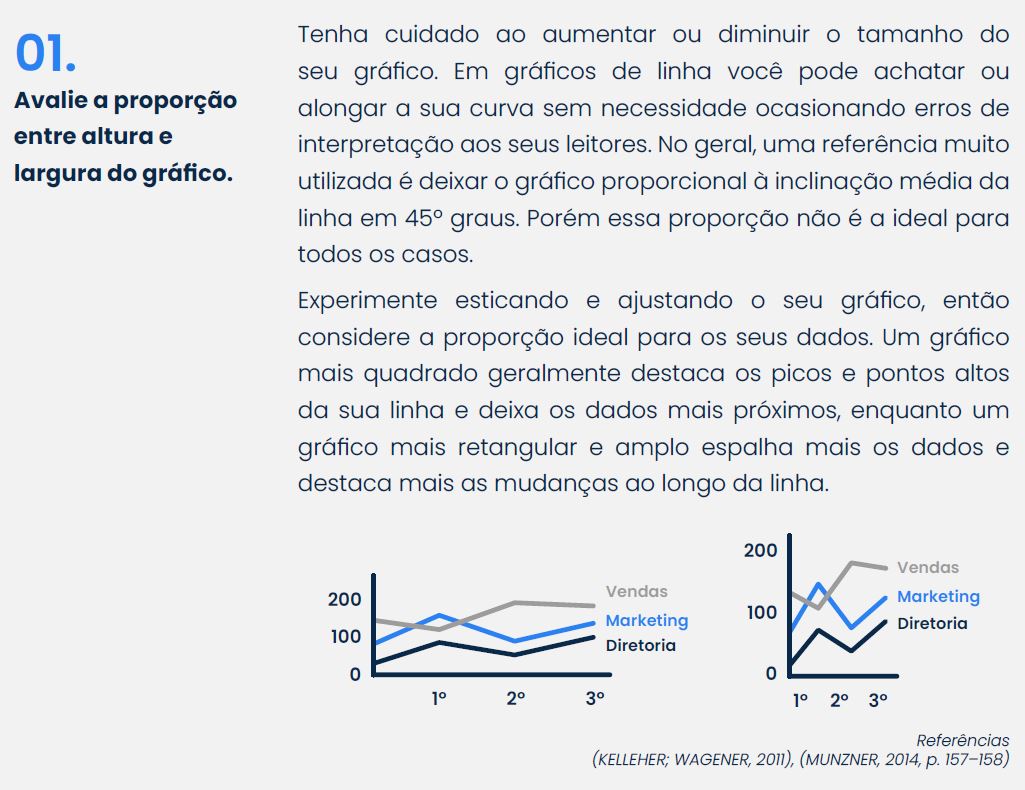 01.
Avalie a proporção
entre altura e
largura do gráfico.
Tenha cuidado ao aumentar ou diminuir o tamanho do
seu gráfico. Em gráficos de linha você pode achatar ou
alongar a sua curva sem necessidade ocasionando erros de
interpretação aos seus leitores. No geral, uma referência muito
utilizada é deixar o gráfico proporcional à inclinação média da
linha em 45º graus. Porém essa proporção não é a ideal para
todos os casos.
Experimente esticando e ajustando o seu gráfico, então
considere a proporção ideal para os seus dados. Um gráfico
mais quadrado geralmente destaca os picos e pontos altos
da sua linha e deixa os dados mais próximos, enquanto um
gráfico mais retangular e amplo espalha mais os dados e
destaca mais as mudanças ao longo da linha.
200
100
0
Vendas
Marketing
Diretoria
1º 2º 3º
200
100
0
Vendas
Marketing
Diretoria
1º 2º 3º
Referências
(KELLEHER; WAGENER, 2011), (MUNZNER, 2014, p. 157–158)